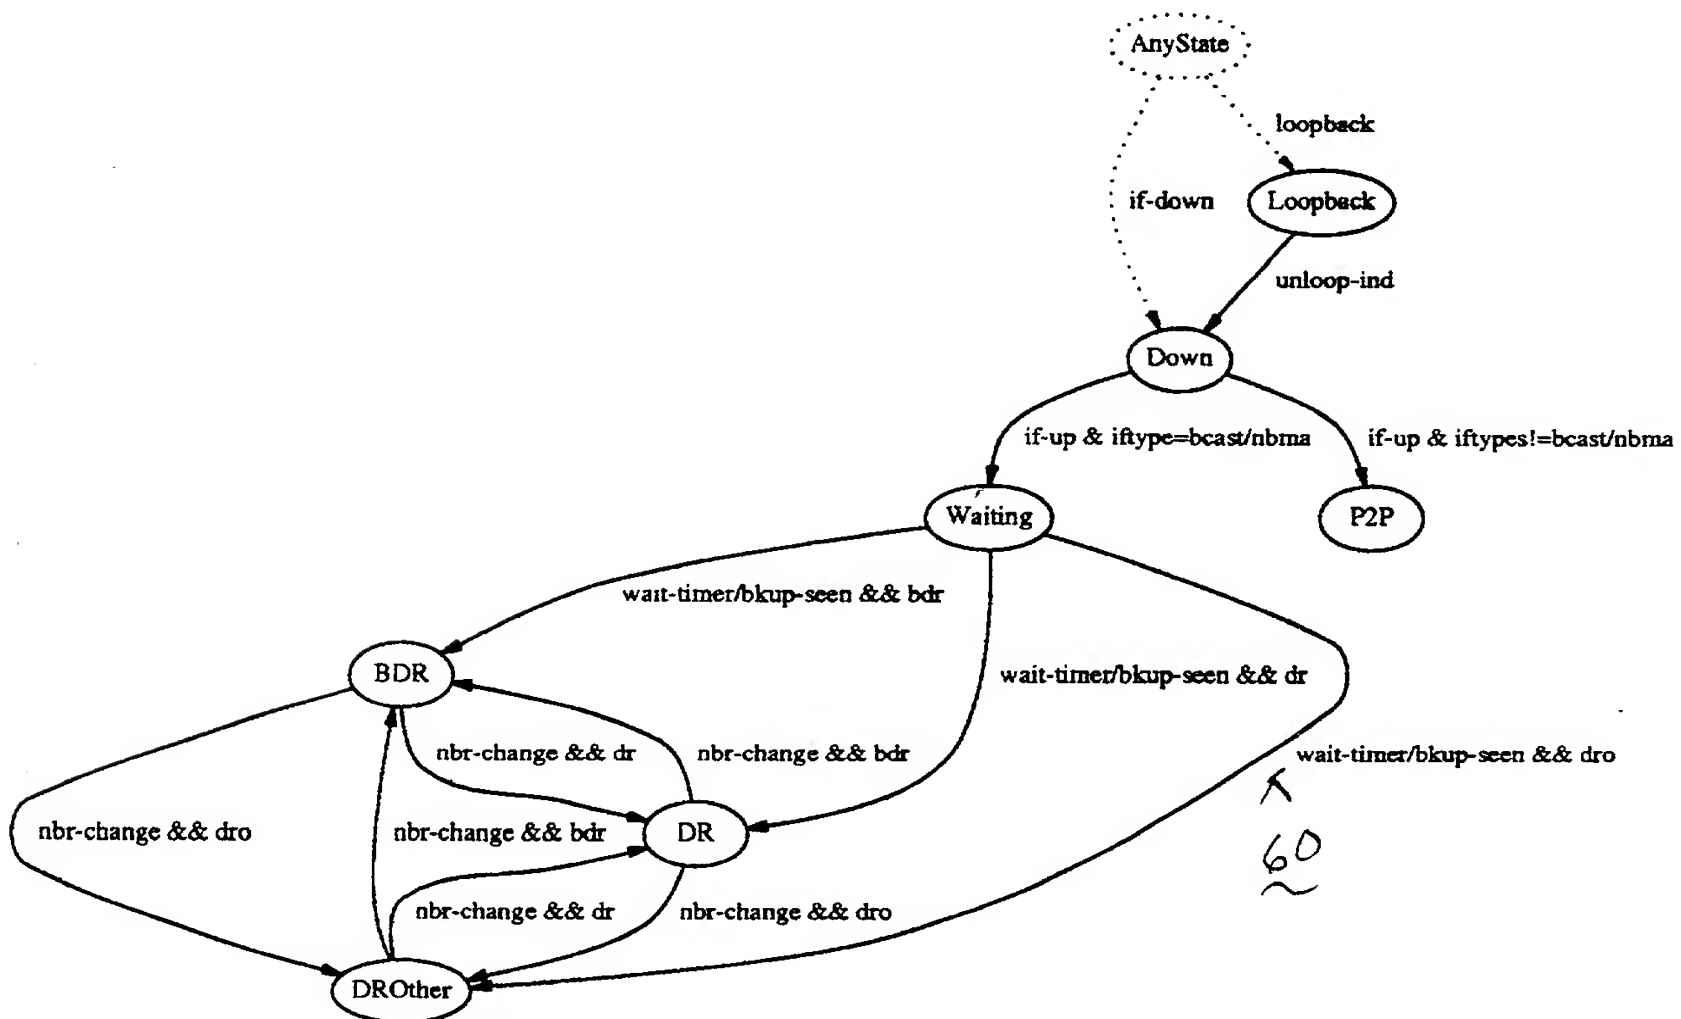 AnyState
loopback
if-down
Loopback
unloop-ind
Down
if-up & iftype=bcast/nbma
if-up & iftypes!=bcast/nbma
Waiting
P2P
wait-timer/bkup-seen && bdr
BDR
wait-timer/bkup-seen && dr
nbr-change && dr
nbr-change && bdr
wait-timer/bkup-seen && dro
nbr-change && dro
nbr-change && bdr
DR
60
nbr-change && dr
nbr-change && dro
DROther